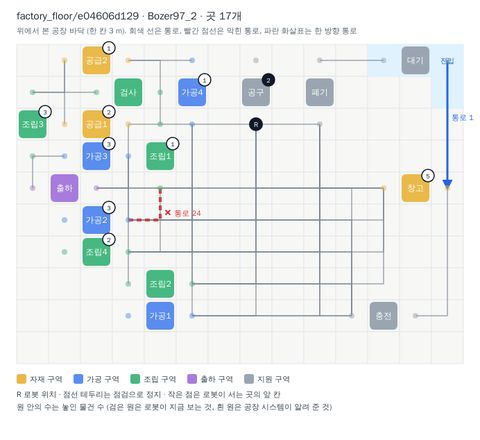 factory_floor/e04606d129 · Bozer97_2 · 곳 17개
위에서 본 공장 바닥 (한 칸 3 m). 회색 선은 통로, 빨간 점선은 막힌 통로, 파란 화살표는 한 방향 통로
1
공급2 대기 전림
1 2
검사 가공4 공구 폐기
3 2
통로 1
조립3 공급1 R
3 1
가공3 조립1
5
출하 창고
3
✕ 통로 24
가공2
2
조립4
조립2
가공1 충전
자재 구역 가공 구역 조립 구역 출하 구역 지원 구역
R 로봇 위치 · 점선 테두리는 점검으로 정지 · 작은 점은 로봇이 서는 곳의 앞 칸
원 안의 수는 놓인 물건 수 (검은 원은 로봇이 지금 보는 것, 흰 원은 공장 시스템이 알려 준 것)